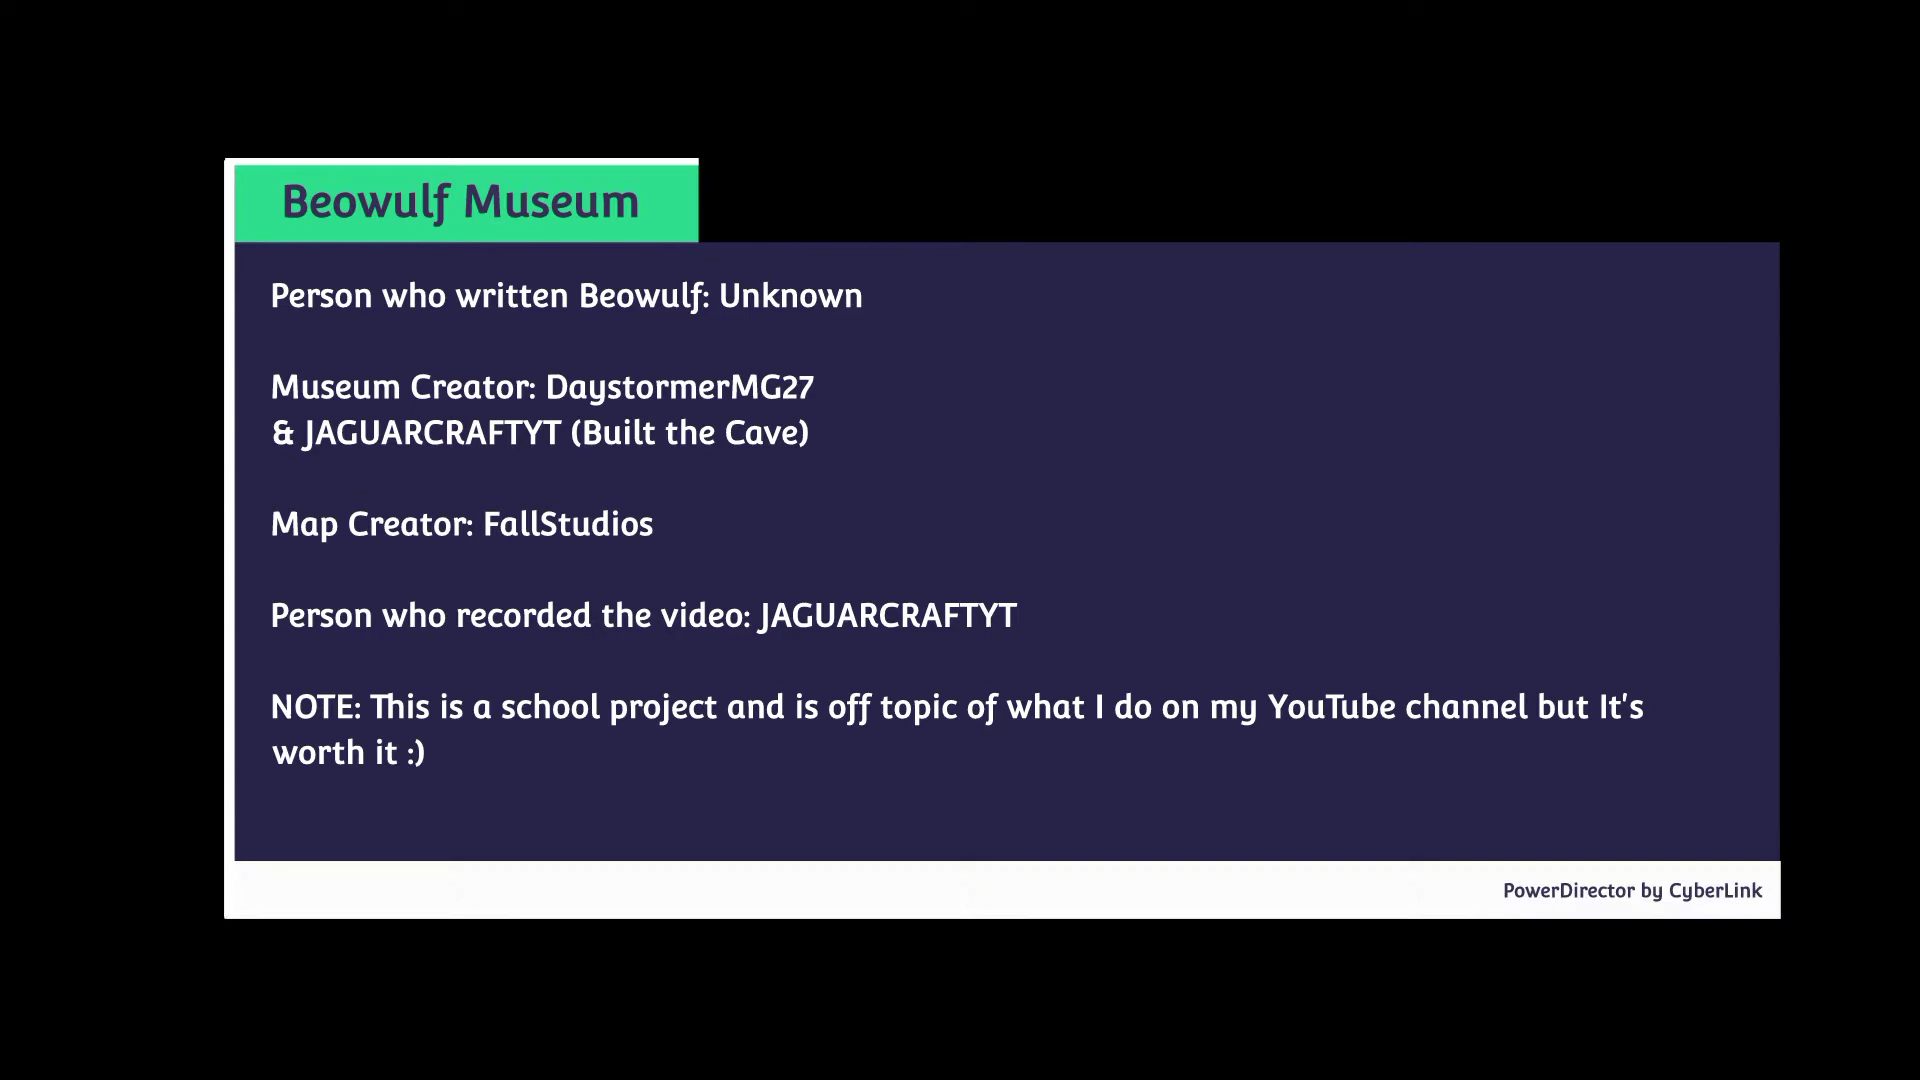 Beowulf Museum
Person who written Beowulf: Unknown
Museum Creator: DaystormerMG27
& JAGUARCRAFTYT (Built the Cave)
Map Creator: FallStudios
Person who recorded the video: JAGUARCRAFTYT
NOTE: This is a school project and is off topic of what I do on my YouTube channel but It's
worth it :)
PowerDirector by CyberLink